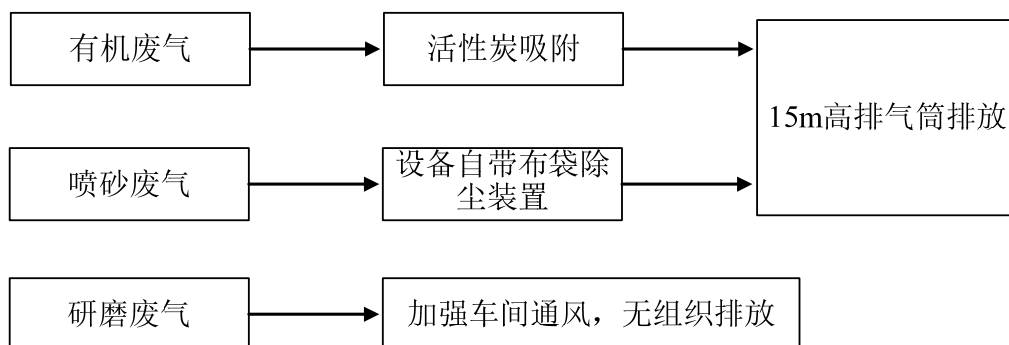 有机废气
活性炭吸附
15m高排气筒排放
喷砂废气
设备自带布袋除
尘装置
研磨废气
加强车间通风，无组织排放